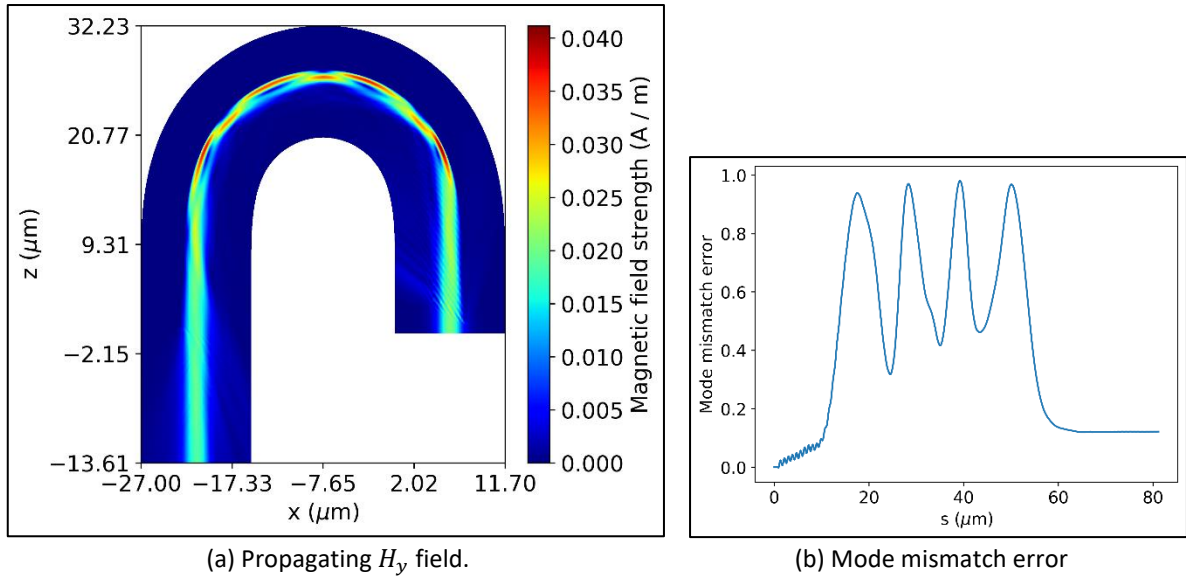 32.23
20.77
9.31
−2.15
−13.61
z (μm)
−27.00 −17.33 −7.65 2.02 11.70
x (μm)
0.040
0.035
0.030
0.025
0.020
0.015
0.010
0.005
0.000
Magnetic field strength (A / m)
(a) Propagating H_y field.
1.0
0.8
0.6
0.4
0.2
0.0
Mode mismatch error
0 20 40 60 80
s (μm)
(b) Mode mismatch error